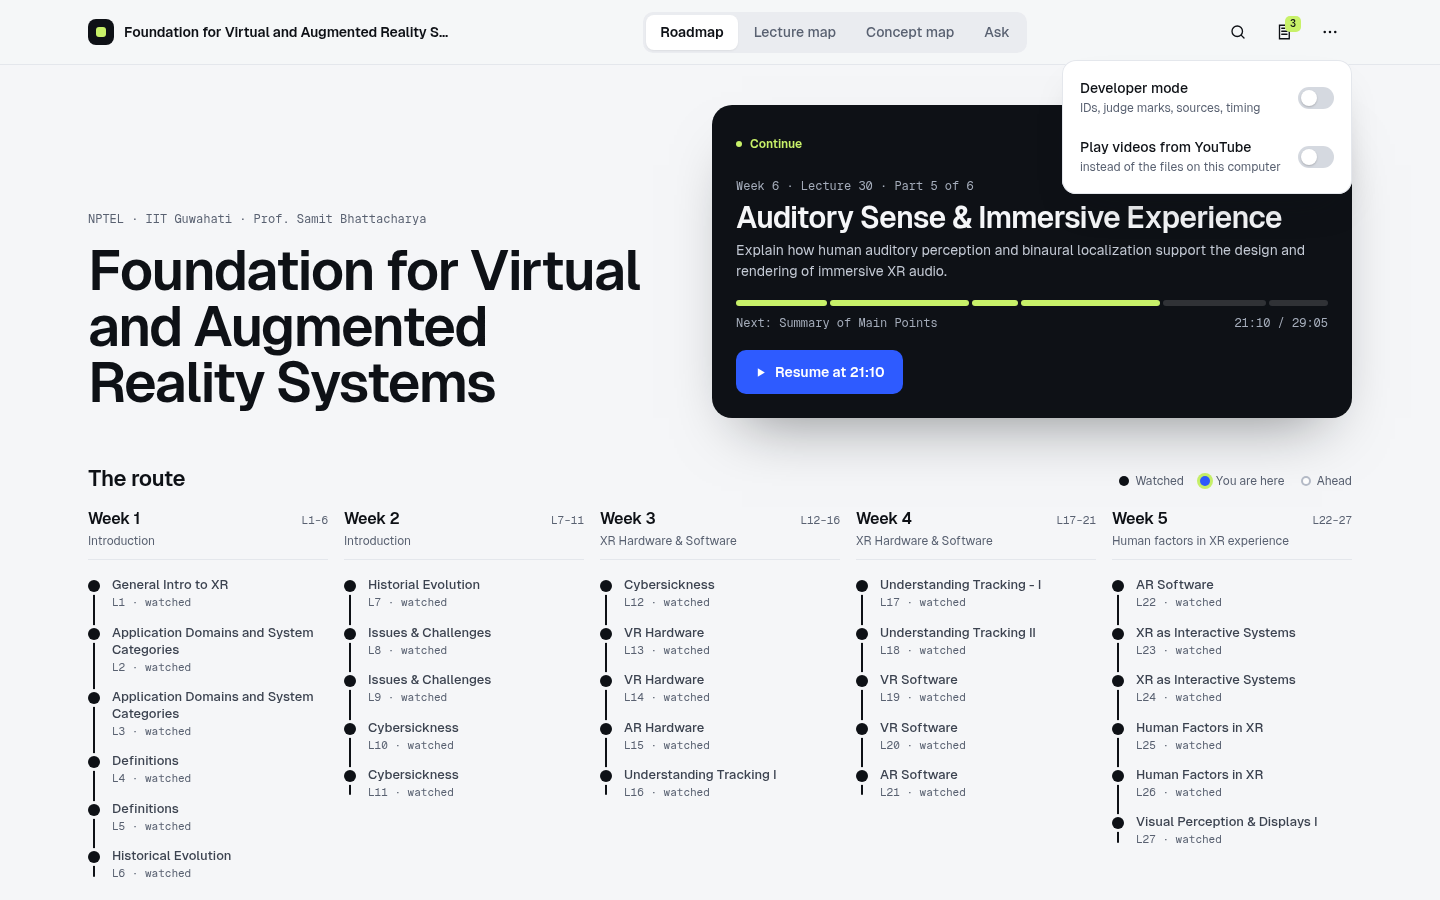 Foundation for Virtual and Augmented Reality S...
Roadmap
Lecture map
Concept map
Ask
3
Developer mode
IDs, judge marks, sources, timing
Play videos from YouTube
instead of the files on this computer
NPTEL · IIT Guwahati · Prof. Samit Bhattacharya
Foundation for Virtual
and Augmented
Reality Systems
Continue
Week 6 · Lecture 30 · Part 5 of 6
Auditory Sense & Immersive Experience
Explain how human auditory perception and binaural localization support the design and
rendering of immersive XR audio.
Next: Summary of Main Points
21:10 / 29:05
Resume at 21:10
The route
Watched
You are here
Ahead
Week 1
L1-6
Introduction
General Intro to XR
L1 · watched
Application Domains and System
Categories
L2 · watched
Application Domains and System
Categories
L3 · watched
Definitions
L4 · watched
Definitions
L5 · watched
Historical Evolution
L6 · watched
Week 2
L7-11
Introduction
Historial Evolution
L7 · watched
Issues & Challenges
L8 · watched
Issues & Challenges
L9 · watched
Cybersickness
L10 · watched
Cybersickness
L11 · watched
Week 3
L12-16
XR Hardware & Software
Cybersickness
L12 · watched
VR Hardware
L13 · watched
VR Hardware
L14 · watched
AR Hardware
L15 · watched
Understanding Tracking I
L16 · watched
Week 4
L17-21
XR Hardware & Software
Understanding Tracking - I
L17 · watched
Understanding Tracking II
L18 · watched
VR Software
L19 · watched
VR Software
L20 · watched
AR Software
L21 · watched
Week 5
L22-27
Human factors in XR experience
AR Software
L22 · watched
XR as Interactive Systems
L23 · watched
XR as Interactive Systems
L24 · watched
Human Factors in XR
L25 · watched
Human Factors in XR
L26 · watched
Visual Perception & Displays I
L27 · watched